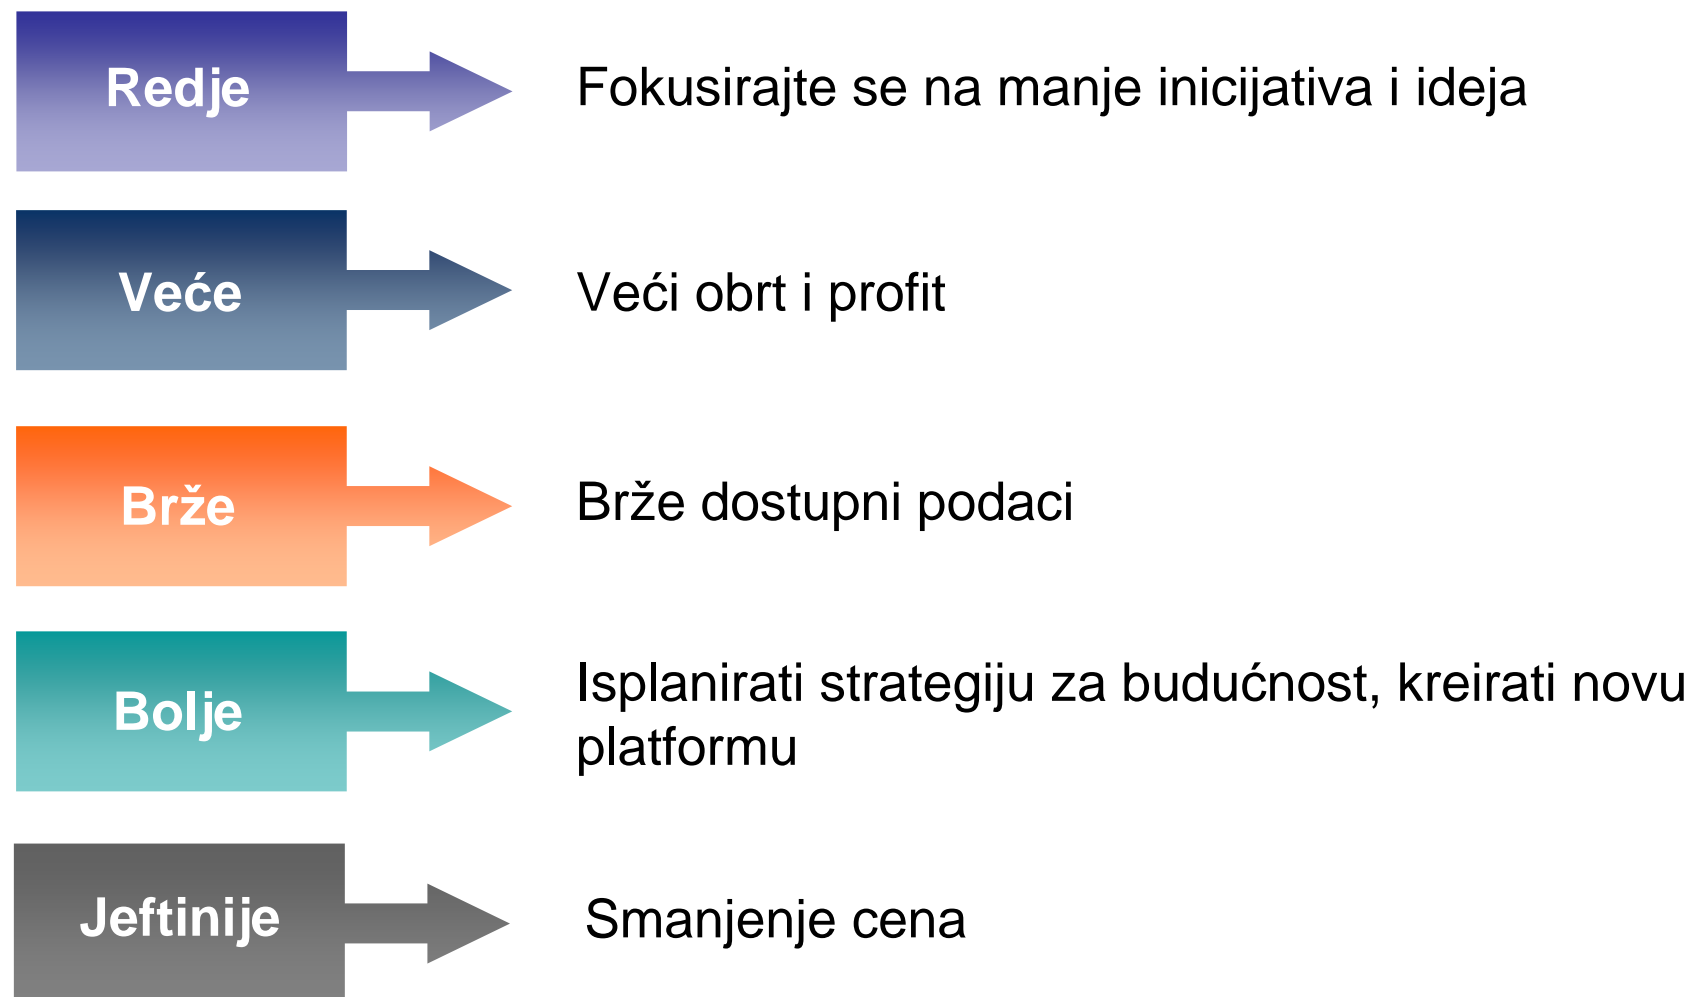 Redje
Fokusirajte se na manje inicijativa i ideja
Veće
Veći obrt i profit
Brže
Brže dostupni podaci
Bolje
Isplanirati strategiju za budućnost, kreirati novu
platformu
Jeftinije
Smanjenje cena